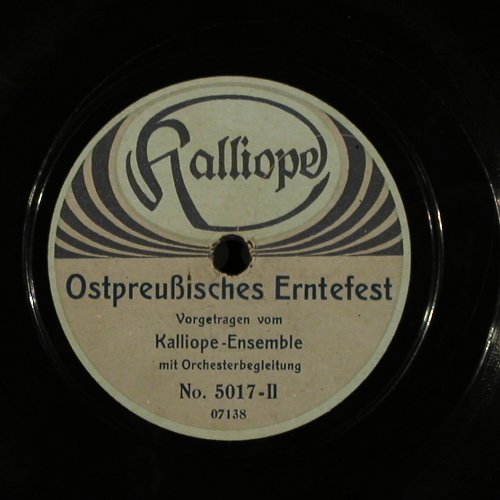 Kalliope
Ostpreußisches Erntefest
Vorgetragen vom
Kalliope-Ensemble
mit Orchesterbegleitung
No. 5017-II
07138